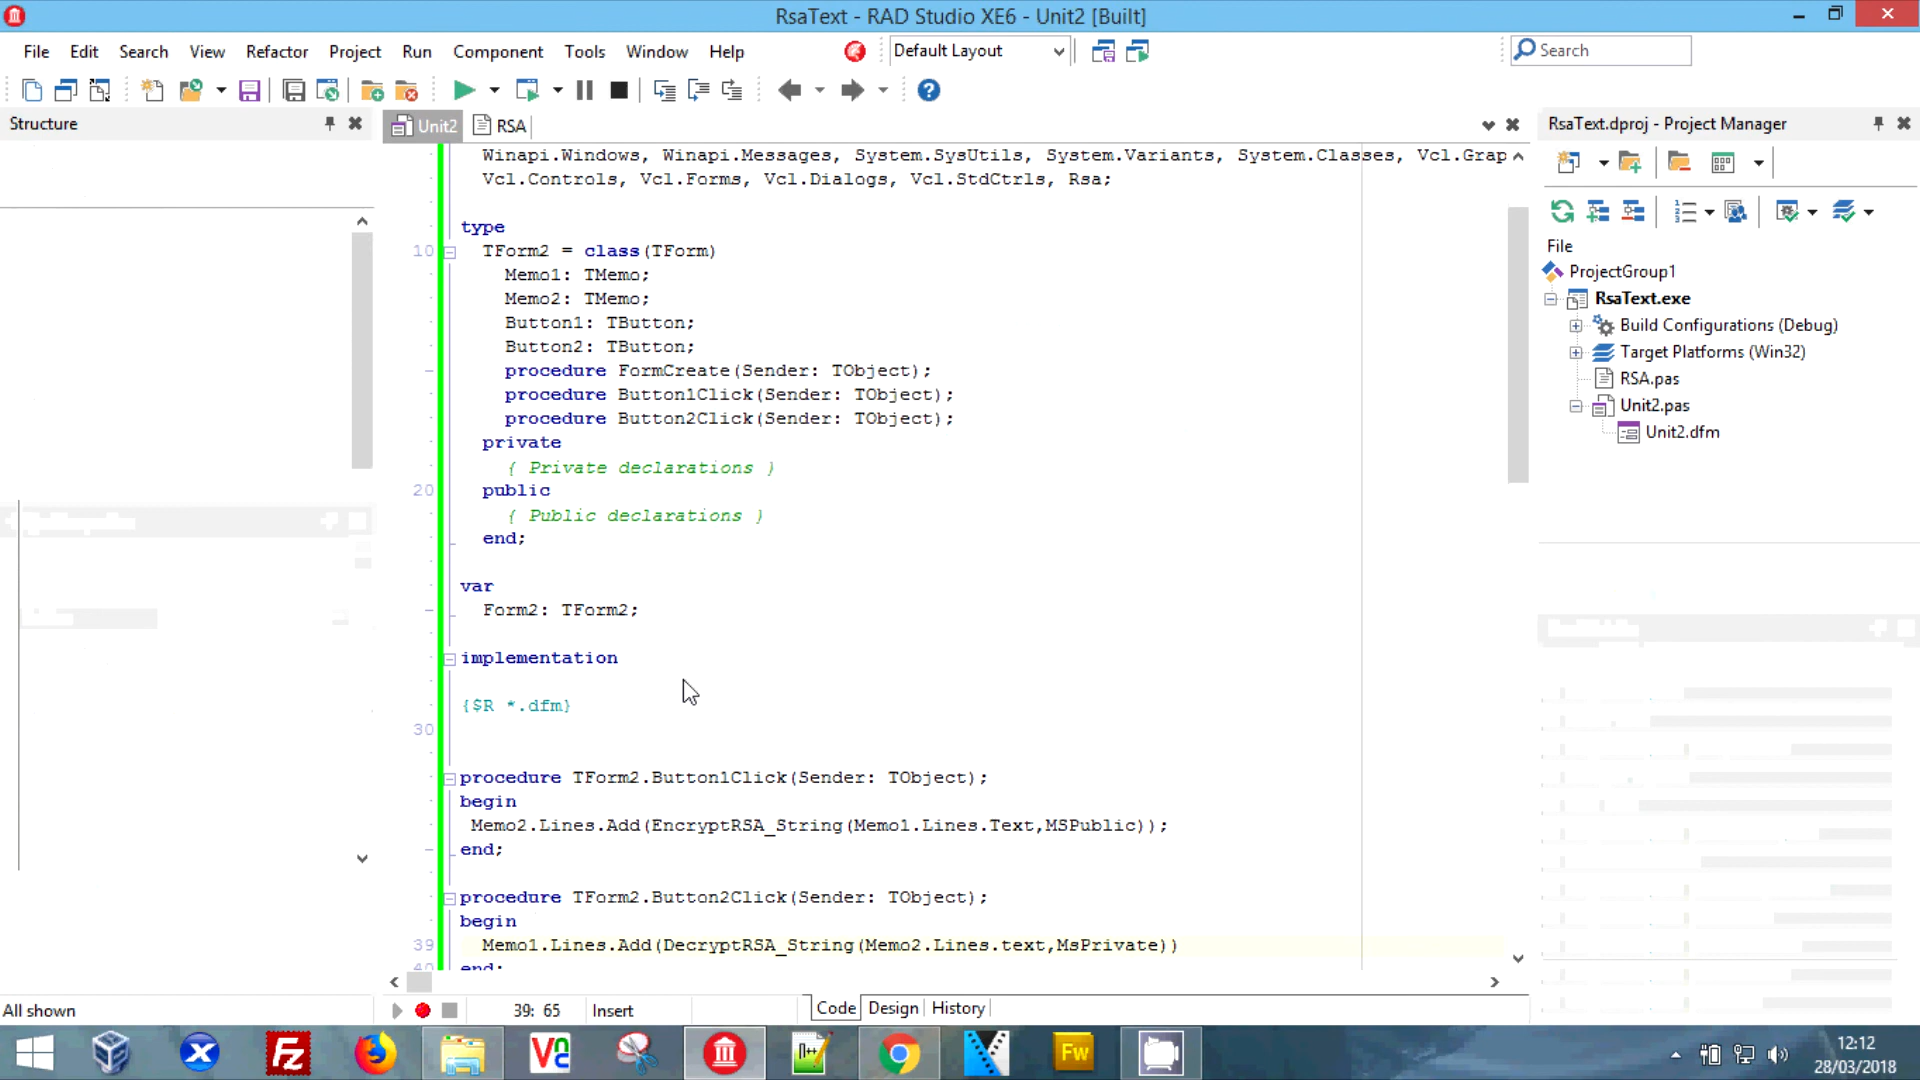 RsaText - RAD Studio XE6 - Unit2 [Built]
File Edit Search View Refactor Project Run Component Tools Window Help
Default Layout
Search
Structure
Unit2
RSA
RsaText.dproj - Project Manager
Winapi.Windows, Winapi.Messages, System.SysUtils, System.Variants, System.Classes, Vcl.Grap
Vcl.Controls, Vcl.Forms, Vcl.Dialogs, Vcl.StdCtrls, Rsa;
type
10 TForm2 = class(TForm)
Memo1: TMemo;
Memo2: TMemo;
Button1: TButton;
Button2: TButton;
procedure FormCreate(Sender: TObject);
procedure Button1Click(Sender: TObject);
procedure Button2Click(Sender: TObject);
private
{ Private declarations }
20 public
{ Public declarations }
end;
var
Form2: TForm2;
implementation
{$R *.dfm}
30
procedure TForm2.Button1Click(Sender: TObject);
begin
Memo2.Lines.Add(EncryptRSA_String(Memo1.Lines.Text,MSPublic));
end;
procedure TForm2.Button2Click(Sender: TObject);
begin
39 Memo1.Lines.Add(DecryptRSA_String(Memo2.Lines.text,MsPrivate))
40 end;
File
ProjectGroup1
RsaText.exe
Build Configurations (Debug)
Target Platforms (Win32)
RSA.pas
Unit2.pas
Unit2.dfm
All shown
39: 65
Insert
Code
Design
History
12:12
28/03/2018
Fz
VNC
n++
Fw